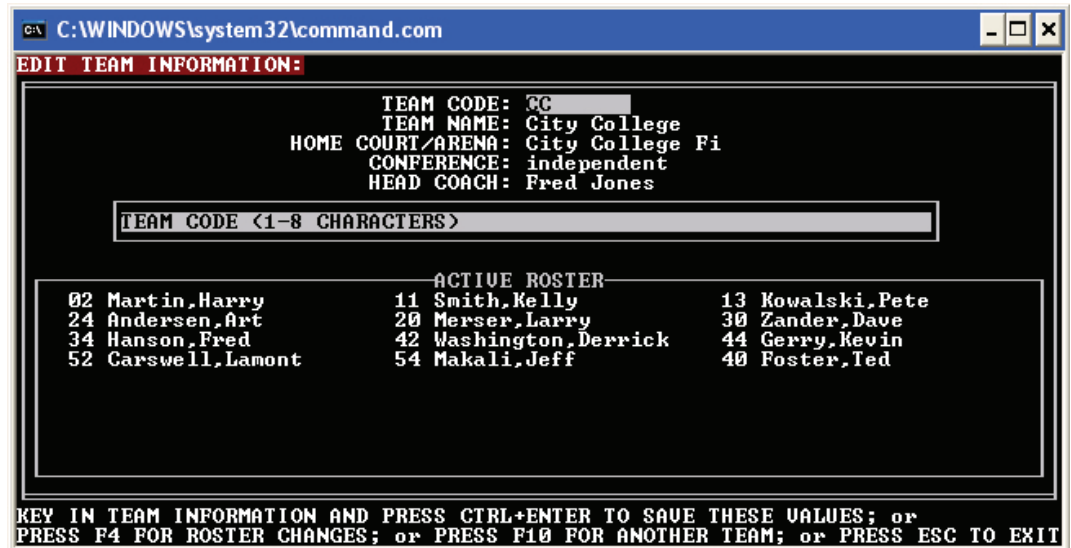 C:\WINDOWS\system32\command.com
EDIT TEAM INFORMATION:
TEAM CODE: CC
TEAM NAME: City College
HOME COURT/ARENA: City College Fi
CONFERENCE: independent
HEAD COACH: Fred Jones
TEAM CODE (1-8 CHARACTERS)
ACTIVE ROSTER
02 Martin,Harry 11 Smith,Kelly 13 Kowalski,Pete
24 Andersen,Art 20 Merser,Larry 30 Zander,Dave
34 Hanson,Fred 42 Washington,Derrick 44 Gerry,Kevin
52 Carswell,Lamont 54 Makali,Jeff 40 Foster,Ted
KEY IN TEAM INFORMATION AND PRESS CTRL+ENTER TO SAVE THESE VALUES; or
PRESS F4 FOR ROSTER CHANGES; or PRESS F10 FOR ANOTHER TEAM; or PRESS ESC TO EXIT